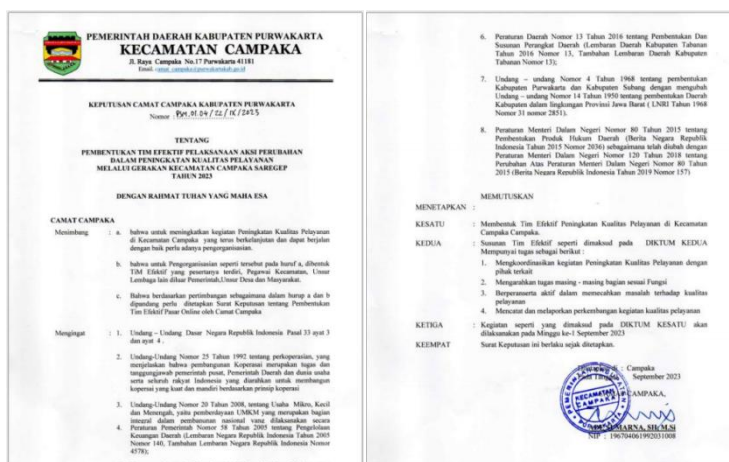 PEMERINTAH DAERAH KABUPATEN PURWAKARTA
KECAMATAN CAMPAKA
Jl. Raya Campaka No.17 Purwakarta 41181
Email.
KEPUTUSAN CAMAT CAMPAKA KABUPATEN PURWAKARTA
Nomor :
TENTANG
PEMBENTUKAN TIM EFEKTIF PELAKSANAAN AKSI PERUBAHAN
DALAM PENINGKATAN KUALITAS PELAYANAN
MELALUI GERAKAN KECAMATAN CAMPAKA SAREGEP
TAHUN 2023
DENGAN RAHMAT TUHAN YANG MAHA ESA
CAMAT CAMPAKA
Menimbang : a. bahwa untuk meningkatkan kegiatan Peningkatan Kualitas Pelayanan
di Kecamatan Campaka yang terus berkelanjutan dan dapat berjalan
dengan baik perlu adanya pengorganisasian.
b. bahwa untuk Pengorganisasian seperti tersebut pada huruf a, dibentuk
TiM Efektif yang pesertanya terdiri, Pegawai Kecamatan, Unsur
Lembaga lain diluar Pemerintah,Unsur Desa dan Masyarakat.
c. Bahwa berdasarkan pertimbangan sebagaimana dalam hurup a dan b
dipandang perlu ditetapkan Surat Keputusan tentang Pembentukan
Tim Efektif Pasar Online oleh Camat Campaka
Mengingat : 1. Undang – Undang Dasar Negara Republik Indonesia Pasal 33 ayat 3
dan ayat 4 .
2. Undang-Undang Nomor 25 Tahun 1992 tentang perkoperasian, yang
menjelaskan bahwa pembangunan Koperasi merupakan tugas dan
tanggungjawab pemerintah pusat, Pemerintah Daerah dan dunia usaha
serta seluruh rakyat Indonesia yang diarahkan untuk membangun
koperasi yang kuat dan mandiri berdasarkan prinsip koperasi
3. Undang-Undang Nomor 20 Tahun 2008, tentang Usaha Mikro, Kecil
dan Menengah, yaitu pemberdayaan UMKM yang merupakan bagian
integral dalam pembangunan nasional yang dilaksanakan secara
4. Peraturan Pemerintah Nomor 58 Tahun 2005 tentang Pengelolaan
Keuangan Daerah (Lembaran Negara Republik Indonesia Tahun 2005
Nomor 140, Tambahan Lembaran Negara Republik Indonesia Nomor
4578);
6. Peraturan Daerah Nomor 13 Tahun 2016 tentang Pembentukan Dan
Susunan Perangkat Daerah (Lembaran Daerah Kabupaten Tabanan
Tahun 2016 Nomor 13, Tambahan Lembaran Daerah Kabupaten
Tabanan Nomor 13);
7. Undang – undang Nomor 4 Tahun 1968 tentang pembentukan
Kabupaten Purwakarta dan Kabupaten Subang dengan mengubah
Undang – undang Nomor 14 Tahun 1950 tentang pembentukan Daerah
Kabupaten dalam lingkungan Provinsi Jawa Barat ( LNRI Tahun 1968
Nomor 31 nomor 2851).
8. Peraturan Menteri Dalam Negeri Nomor 80 Tahun 2015 tentang
Pembentukan Produk Hukum Daerah (Berita Negara Republik
Indonesia Tahun 2015 Nomor 2036) sebagaimana telah diubah dengan
Peraturan Menteri Dalam Negeri Nomor 120 Tahun 2018 tentang
Perubahan Atas Peraturan Menteri Dalam Negeri Nomor 80 Tahun
2015 (Berita Negara Republik Indonesia Tahun 2019 Nomor 157)
MEMUTUSKAN
MENETAPKAN :
KESATU : Membentuk Tim Efektif Peningkatan Kualitas Pelayanan di Kecamatan
Campaka Campaka.
KEDUA : Susunan Tim Efektif seperti dimaksud pada DIKTUM KEDUA
Mempunyai tugas sebagai berikut :
1. Mengkoordinasikan kegiatan Peningkatan Kualitas Pelayanan dengan
pihak terkait
2. Mengarahkan tugas masing - masing bagian sesuai Fungsi
3. Berperanserta aktif dalam memecahkan masalah terhadap kualitas
pelayanan
4. Mencatat dan melaporkan perkembangan kegiatan kualitas pelayanan
KETIGA : Kegiatan seperti yang dimaksud pada DIKTUM KESATU akan
dilaksanakan pada Minggu ke-1 September 2023
KEEMPAT Surat Keputusan ini berlaku sejak ditetapkan.
: Campaka
September 2023
CAMPAKA,
KECAMATAN
CAMPAKA
SUMARNA, SH, M.Si
NIP : 196704061992031008